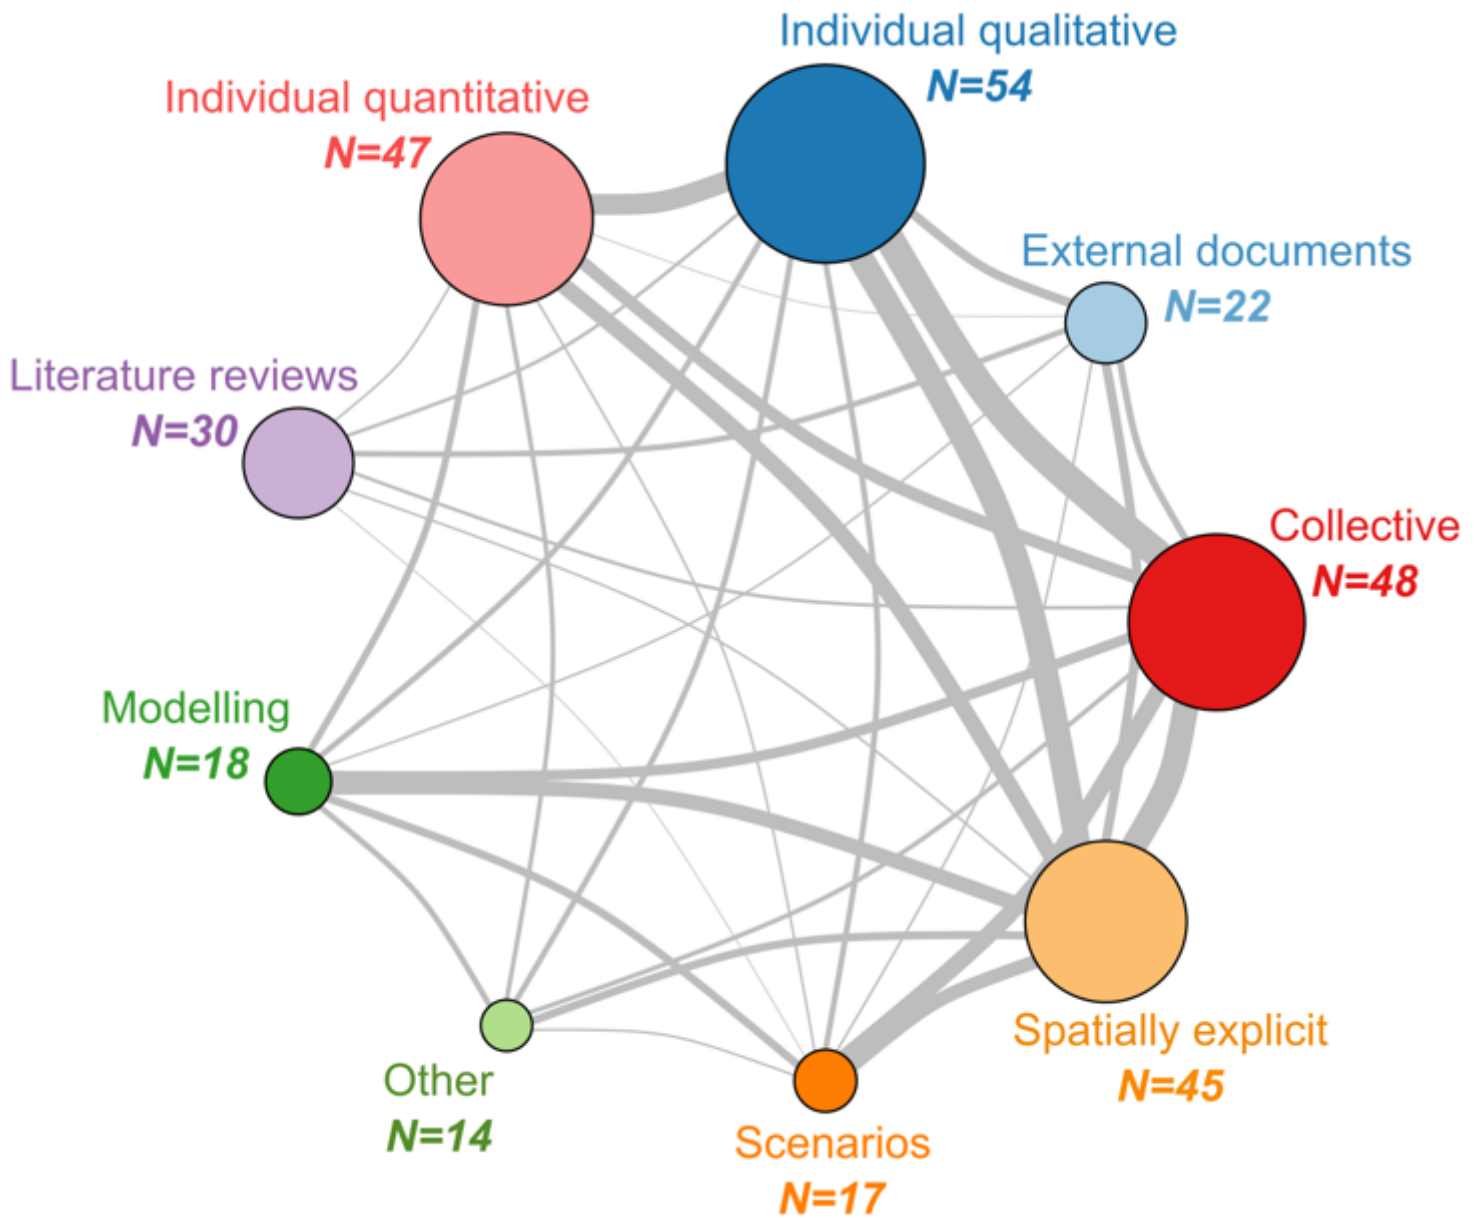 Individual qualitative
N=54
Individual quantitative
N=47
External documents
N=22
Literature reviews
N=30
Collective
N=48
Modelling
N=18
Spatially explicit
N=45
Other
N=14
Scenarios
N=17